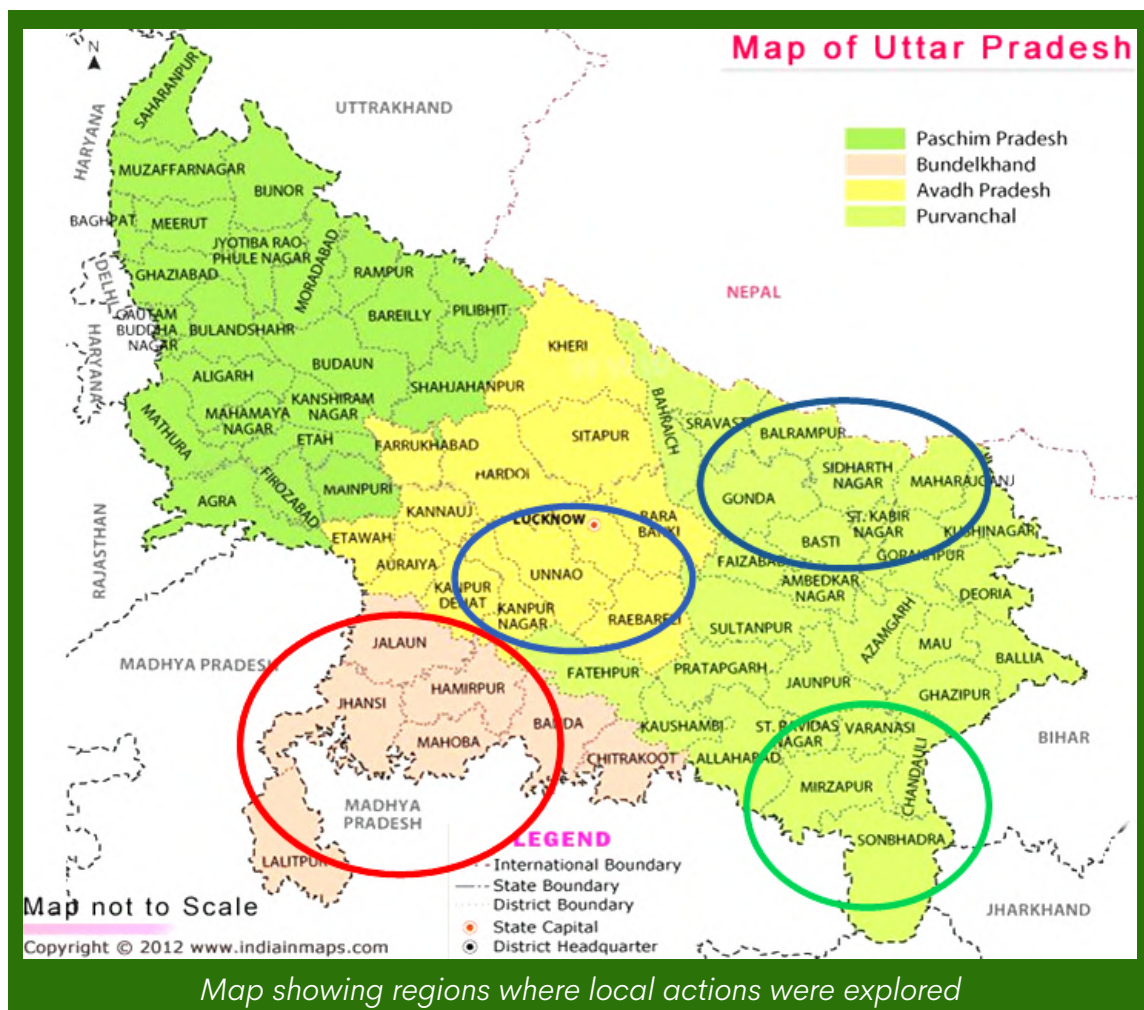 Map of Uttar Pradesh
N
UTTRAKHAND
HARYANA
SAHARANPUR
Paschim Pradesh
Bundelkhand
Avadh Pradesh
Purvanchal
MUZAFFARNAGAR
BIJNOR
BAGHPAT
MEERUT
JYOTIBA RAO-
PHULE NAGAR
MORADABAD
RAMPUR
GHAZIABAD
DELHI
NEPAL
GAUTAM
BUDDHA
NAGAR
BULANDSHAHR
BAREILLY
PILIBHIT
HARYANA
KHERI
BUDAUN
ALIGARH
SHAHJAHANPUR
KANSHIRAM
NAGAR
MAHAMAYA
NAGAR
MATHURA
ETAH
FARRUKHABAD
SITAPUR
BAHRAICH
SRAVASTI
BALRAMPUR
HARDOI
SIDHARTH
NAGAR
MAHARAJGANJ
GONDA
AGRA
FIROZABAD
MAINPURI
KANNAUJ
LUCKNOW
BARA
BANKI
ST. KABIR
NAGAR
KUSHINAGAR
RAJASTHAN
ETAWAH
BASTI
GORAKHPUR
AURAIYA
UNNAO
FAIZABAD
AMBEDKAR
NAGAR
DEORIA
KANPUR
DEHAT
KANPUR
NAGAR
RAEBARELI
SULTANPUR
AZAMGARH
MAU
BALLIA
JALAUN
MADHYA PRADESH
FATEHPUR
PRATAPGARH
JAUNPUR
GHAZIPUR
HAMIRPUR
JHANSI
BANDA
KAUSHAMBI
ST. RAVIDAS
NAGAR
VARANASI
BIHAR
MAHOBA
CHITRAKOOT
ALLAHABAD
CHANDAULI
MIRZAPUR
MADHYA
PRADESH
SONBHADRA
LALITPUR
JHARKHAND
LEGEND
International Boundary
State Boundary
District Boundary
State Capital
District Headquarter
Map not to Scale
Copyright © 2012 www.indiainmaps.com
Map showing regions where local actions were explored